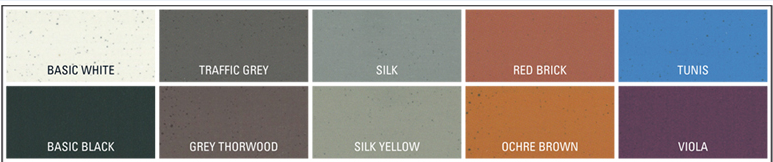 BASIC WHITE
TRAFFIC GREY
SILK
RED BRICK
TUNIS
BASIC BLACK
GREY THORWOOD
SILK YELLOW
OCHRE BROWN
VIOLA